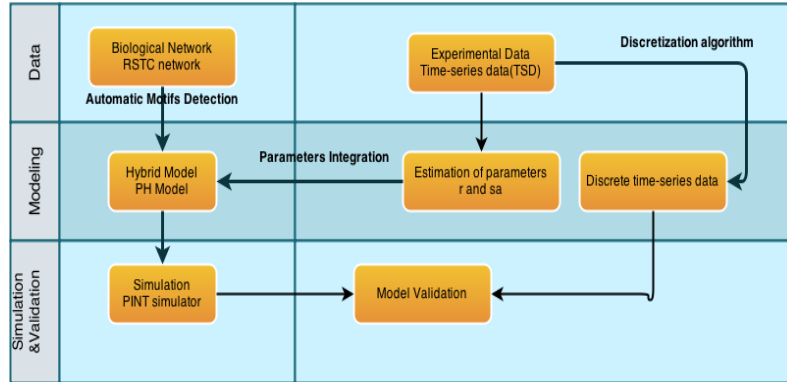 Data
Biological Network
RSTC network
Experimental Data
Time-series data(TSD)
Discretization algorithm
Automatic Motifs Detection
Modeling
Hybrid Model
PH Model
Parameters Integration
Estimation of parameters
r and sa
Discrete time-series data
Simulation
&Validation
Simulation
PINT simulator
Model Validation